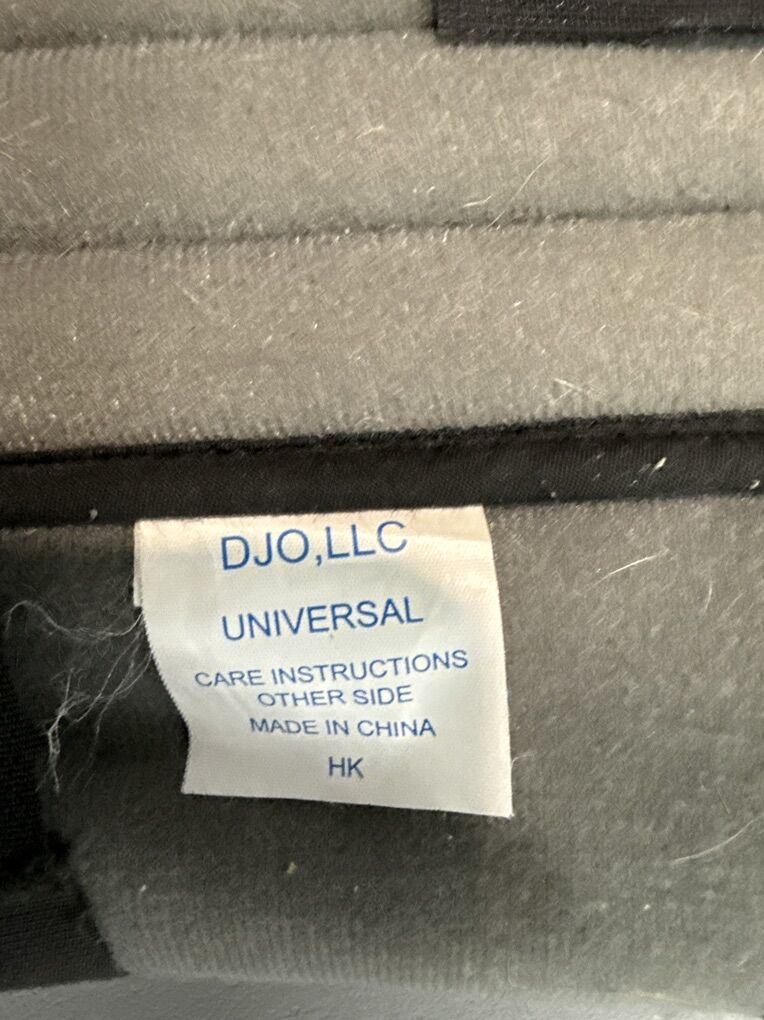 DJO,LLC
UNIVERSAL
CARE INSTRUCTIONS
OTHER SIDE
MADE IN CHINA
HK